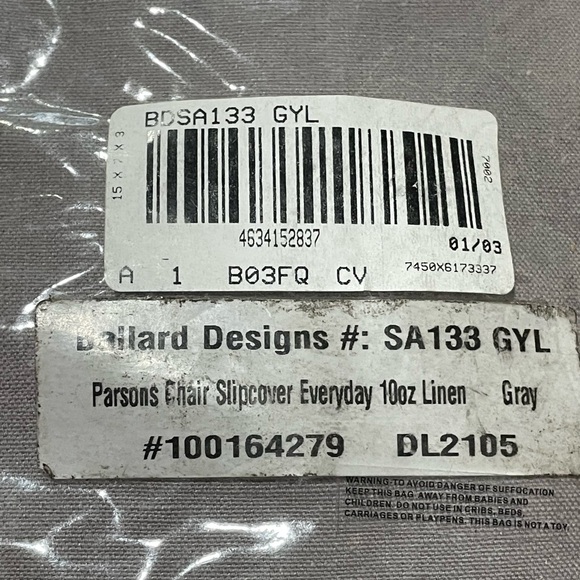 BDSA133 GYL
15 X 7 X 3
7002
4634152837
01/03
A 1 B03FQ CV
7450X6173337
Ballard Designs #: SA133 GYL
Parsons Chair Slipcover Everyday 10oz Linen Gray
#100164279 DL2105
WARNING: TO AVOID DANGER OF SUFFOCATION
KEEP THIS BAG AWAY FROM BABIES AND
CHILDREN. DO NOT USE IN CRIBS, BEDS,
CARRIAGES OR PLAYPENS. THIS BAG IS NOT A TOY.